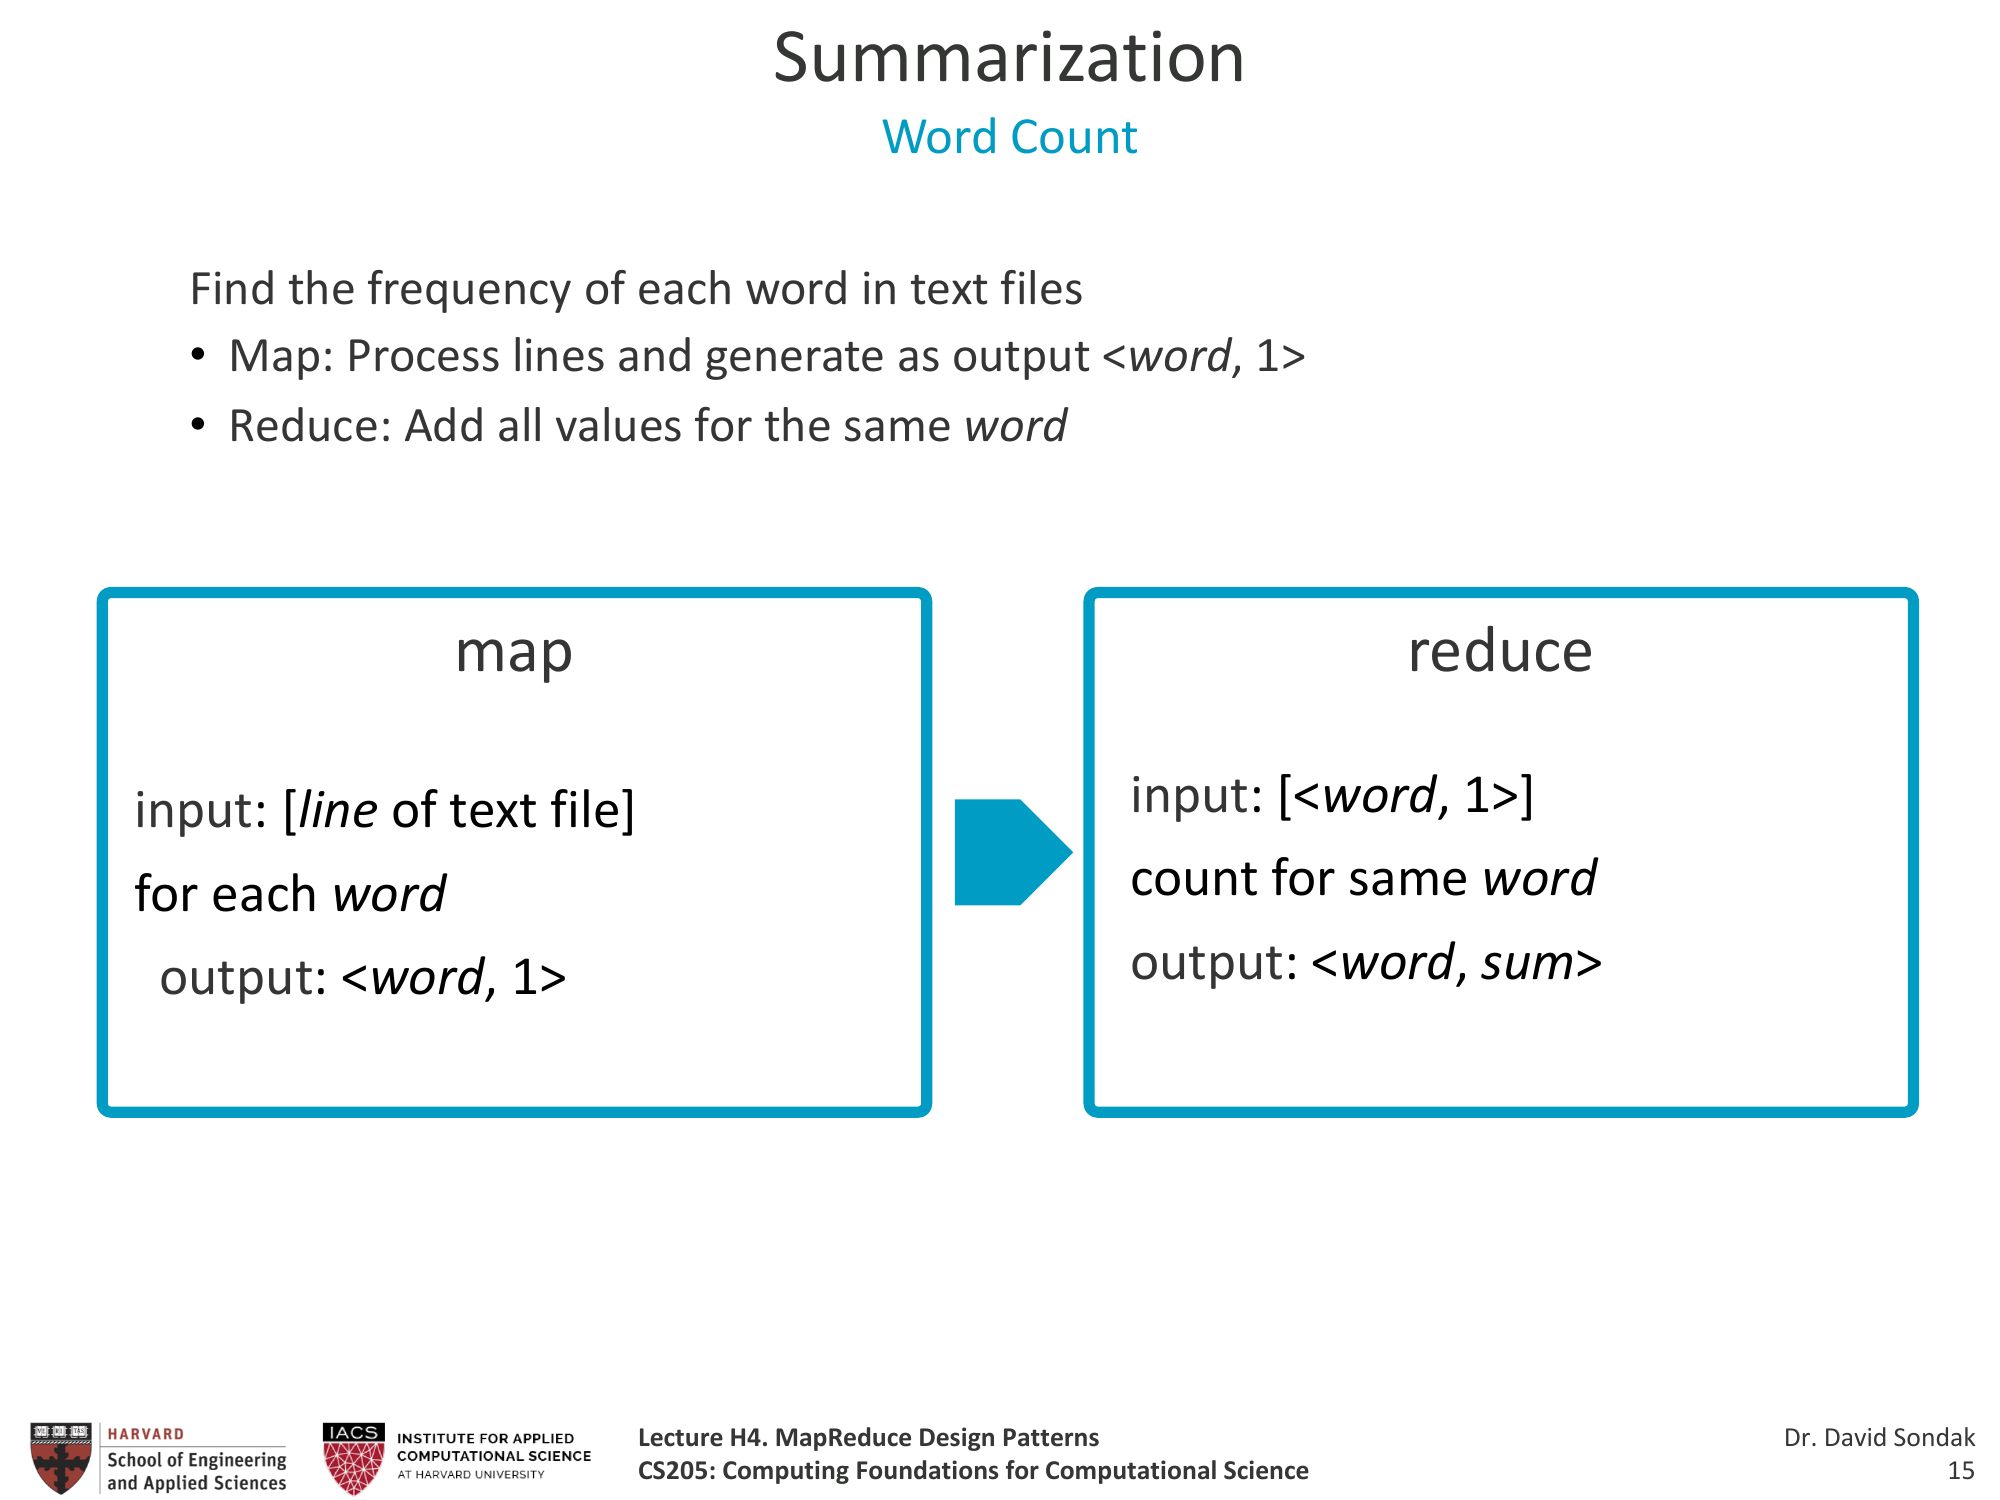 Summarization
Word Count
Find the frequency of each word in text files
• Map: Process lines and generate as output <word, 1>
• Reduce: Add all values for the same word
map
input: [line of text file]
for each word
output: <word, 1>
reduce
input: [<word, 1>]
count for same word
output: <word, sum>
HARVARD
School of Engineering
and Applied Sciences
IACS
INSTITUTE FOR APPLIED
COMPUTATIONAL SCIENCE
AT HARVARD UNIVERSITY
Lecture H4. MapReduce Design Patterns
CS205: Computing Foundations for Computational Science
Dr. David Sondak
15